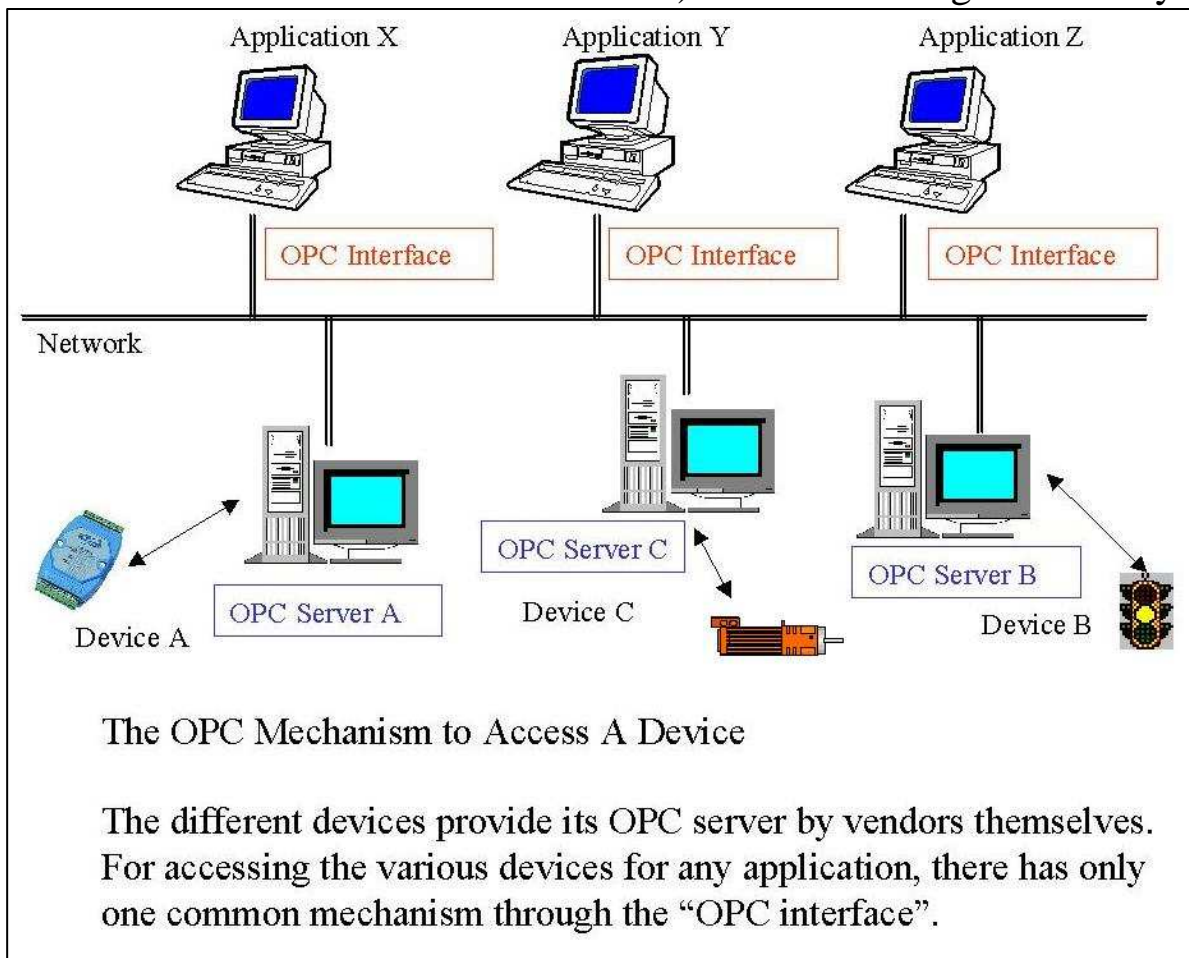 Application X
Application Y
Application Z
OPC Interface
OPC Interface
OPC Interface
Network
OPC Server C
OPC Server B
OPC Server A
Device C
Device B
Device A
The OPC Mechanism to Access A Device
The different devices provide its OPC server by vendors themselves.
For accessing the various devices for any application, there has only
one common mechanism through the “OPC interface”.